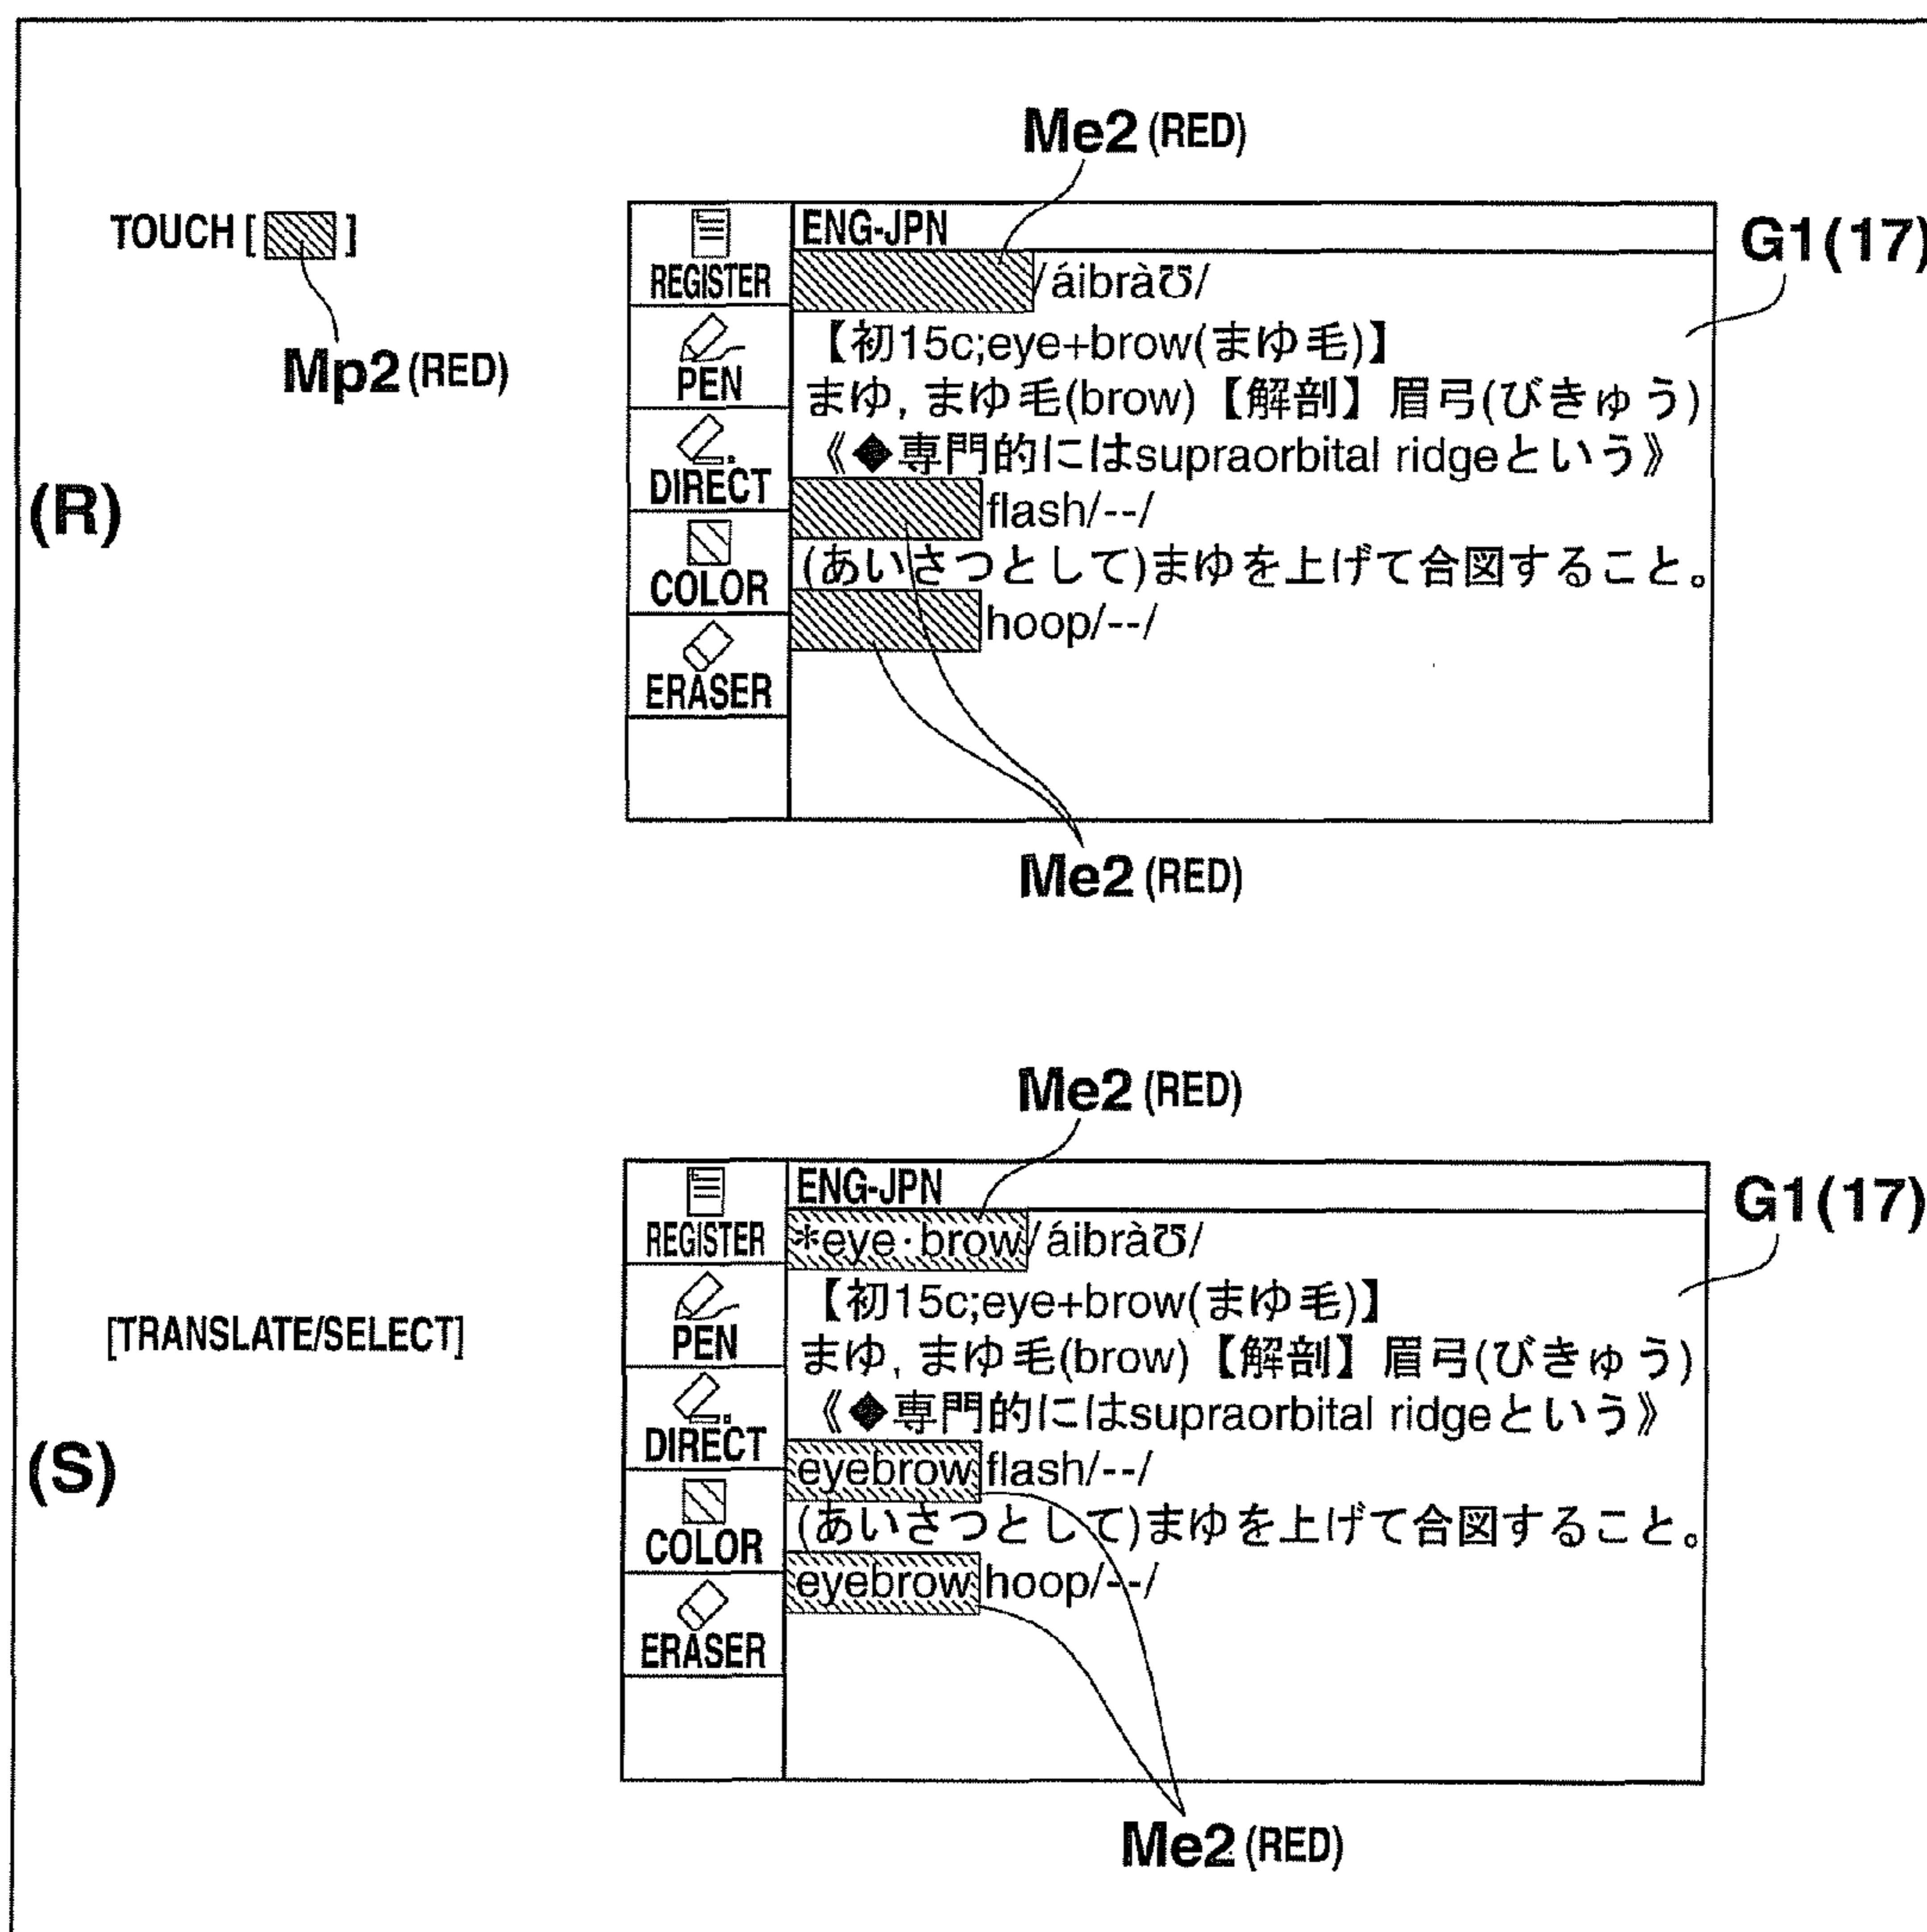 Me2 (RED)
TOUCH [ ]
Mp2 (RED)
(R)
G1(17)
REGISTER
PEN
DIRECT
COLOR
ERASER
ENG-JPN
/áibràʊ/
【初15c;eye+brow(まゆ毛)】
まゆ, まゆ毛(brow)【解剖】眉弓(びきゅう)
《◆専門的にはsupraorbital ridgeという》
flash/--/
(あいさつとして)まゆを上げて合図すること。
hoop/--/
Me2 (RED)
Me2 (RED)
[TRANSLATE/SELECT]
(S)
G1(17)
REGISTER
PEN
DIRECT
COLOR
ERASER
ENG-JPN
*eye·brow/áibràʊ/
【初15c;eye+brow(まゆ毛)】
まゆ, まゆ毛(brow)【解剖】眉弓(びきゅう)
《◆専門的にはsupraorbital ridgeという》
eyebrow flash/--/
(あいさつとして)まゆを上げて合図すること。
eyebrow hoop/--/
Me2 (RED)